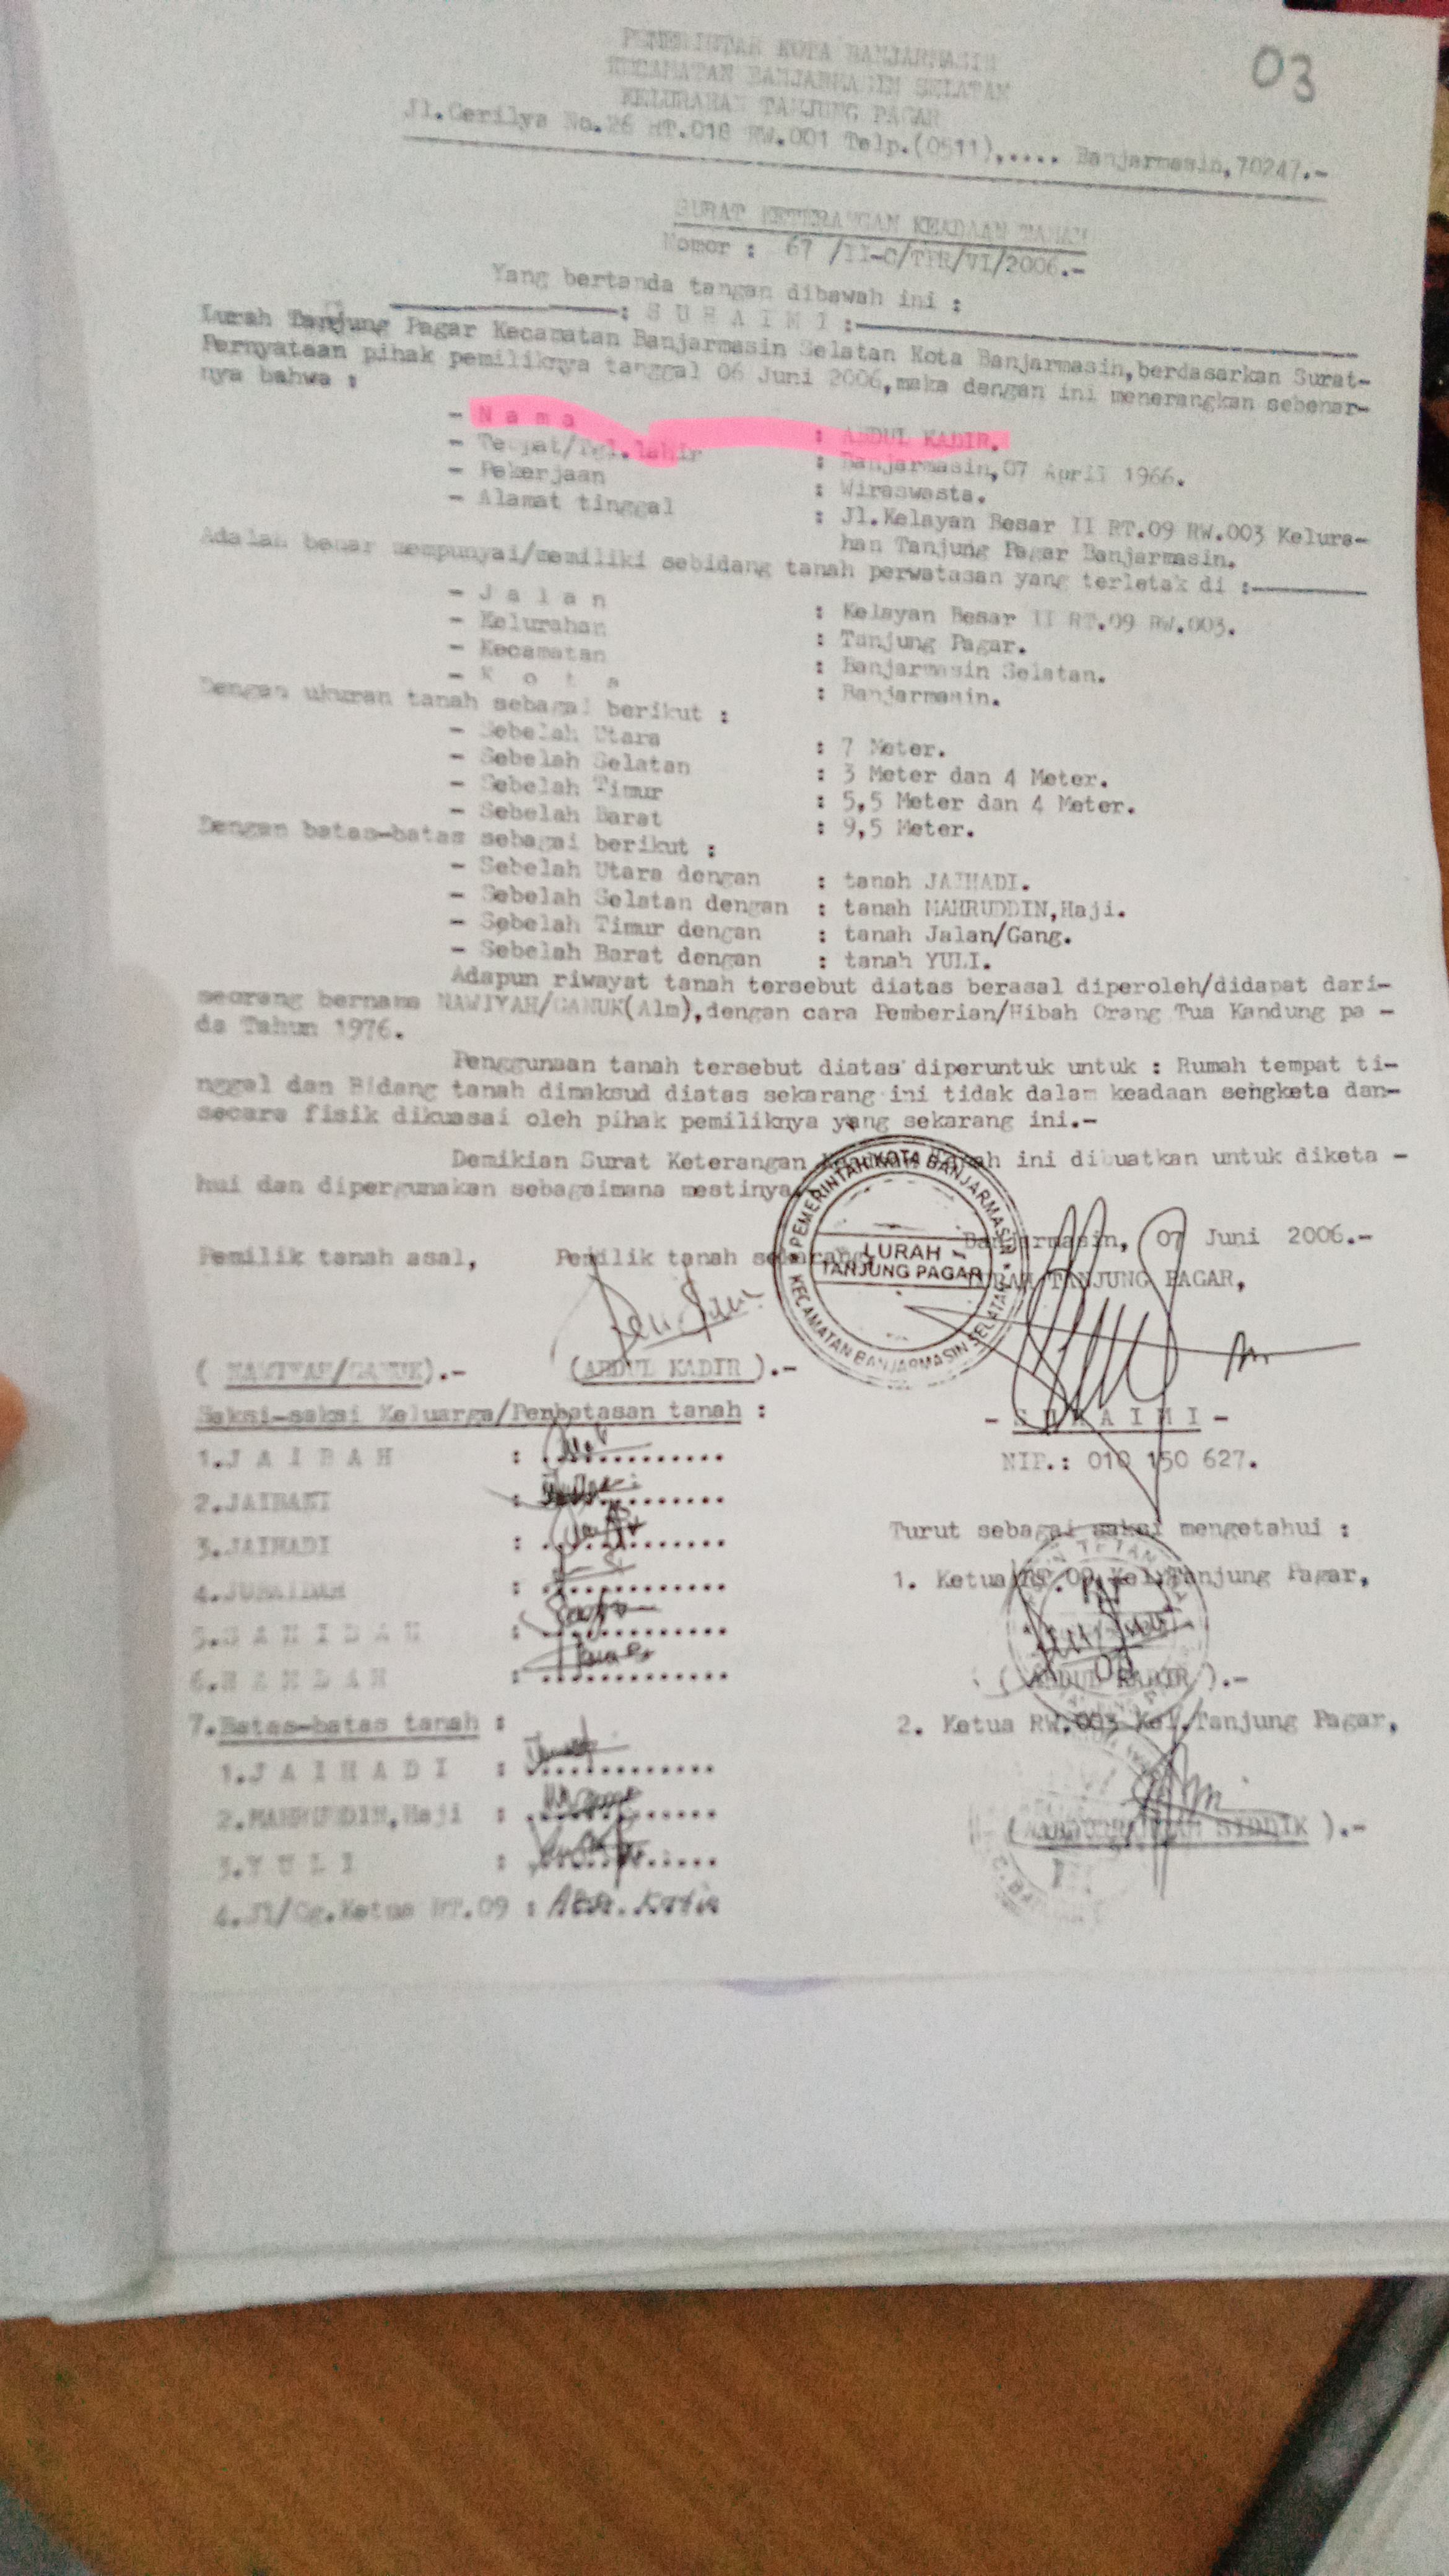 03
PEMERINTAH KOTA BANJARMASIN
KECAMATAN BANJARMASIN SELATAN
KELURAHAN TANJUNG PAGAR
Jl.Gerilya No.26 RT.018 RW.001 Telp.(0511),.... Banjarmasin,70247.-
SURAT KETERANGAN KEADAAN TANAH
Nomor : 67 /II-C/TPR/VI/2006.-
Yang bertanda tangan dibawah ini :
: S U H A I M I :
Lurah Tanjung Pagar Kecamatan Banjarmasin Selatan Kota Banjarmasin,berdasarkan Surat-
Pernyataan pihak pemiliknya tanggal 06 Juni 2006,maka dengan ini menerangkan sebenar-
nya bahwa :
- N a m a : ABDUL KADIR.
- Tempat/Tgl.lahir : Banjarmasin,07 April 1966.
- Pekerjaan : Wiraswasta.
- Alamat tinggal : Jl.Kelayan Besar II RT.09 RW.003 Kelura-
han Tanjung Pagar Banjarmasin.
Adalah benar mempunyai/memiliki sebidang tanah perwatasan yang terletak di :
- J a l a n : Kelayan Besar II RT.09 RW.003.
- Kelurahan : Tanjung Pagar.
- Kecamatan : Banjarmasin Selatan.
- K o t a : Banjarmasin.
Dengan ukuran tanah sebagai berikut :
- Sebelah Utara : 7 Meter.
- Sebelah Selatan : 3 Meter dan 4 Meter.
- Sebelah Timur : 5,5 Meter dan 4 Meter.
- Sebelah Barat : 9,5 Meter.
Dengan batas-batas sebagai berikut :
- Sebelah Utara dengan : tanah JAIHADI.
- Sebelah Selatan dengan : tanah MAHRUDDIN,Haji.
- Sebelah Timur dengan : tanah Jalan/Gang.
- Sebelah Barat dengan : tanah YULI.
Adapun riwayat tanah tersebut diatas berasal diperoleh/didapat dari-
seorang bernama NAWIYAH/GANUK(Alm),dengan cara Pemberian/Hibah Orang Tua Kandung pa -
da Tahun 1976.
Penggunaan tanah tersebut diatas diperuntuk untuk : Rumah tempat ti-
nggal dan Bidang tanah dimaksud diatas sekarang ini tidak dalam keadaan sengketa dan-
secara fisik dikuasai oleh pihak pemiliknya yang sekarang ini.-
Demikian Surat Keterangan Keadaan Tanah ini dibuatkan untuk diketa -
hui dan dipergunakan sebagaimana mestinya.
Banjarmasin, 07 Juni 2006.-
Pemilik tanah asal, Pemilik tanah sekarang, LURAH TANJUNG PAGAR,
PEMERINTAH KOTA BANJARMASIN
LURAH
TANJUNG PAGAR
KECAMATAN BANJARMASIN SELATAN
( NAWIYAH/GANUK).- (ABDUL KADIR ).-
- S U H A I M I -
NIP.: 010 150 627.
Saksi-saksi Keluarga/Perbatasan tanah :
1.J A I R A H : .............
2.JAIRANI : .............
3.JAIHADI : .............
4.JUHAIDAH : .............
5.H A M I D A H : .............
6.H A M D A H : .............
7.Batas-batas tanah :
1.J A I H A D I : .............
2.MAHRUDDIN,Haji : .............
3.Y U L I : .............
4.Jl/Gg.Ketua RT.09 : Abd. Kadir
Turut sebagai saksi mengetahui :
1. Ketua RT. 09 Kel.Tanjung Pagar,
( ABDUL KADIR ).-
2. Ketua RW.003 Kel.Tanjung Pagar,
SIDDIK ).-